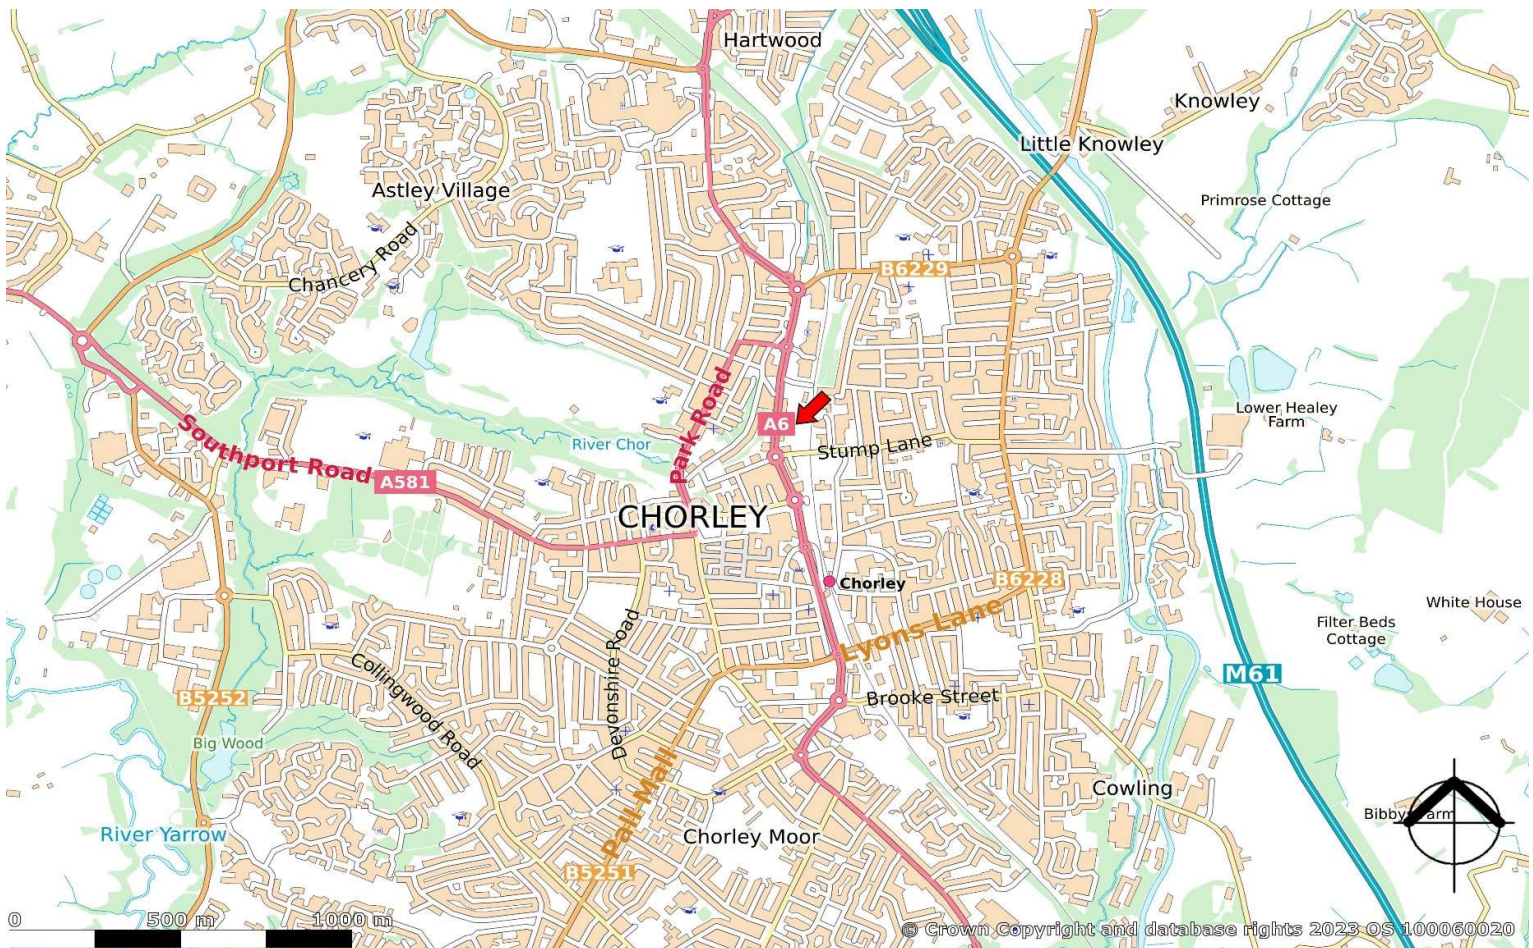 Hartwood
Knowley
Little Knowley
Astley Village
Primrose Cottage
Chancery Road
B6229
Park Road
A6
Lower Healey
Farm
Southport Road
A581
River Chor
Stump Lane
CHORLEY
Chorley
B6228
Lyons Lane
White House
Filter Beds
Cottage
M61
Collingwood Road
Devonshire Road
B5252
Brooke Street
Big Wood
Pall Mall
Cowling
River Yarrow
Chorley Moor
Bibbys Farm
B5251
0 500 m 1000 m
© Crown Copyright and database rights 2023 OS 100060020